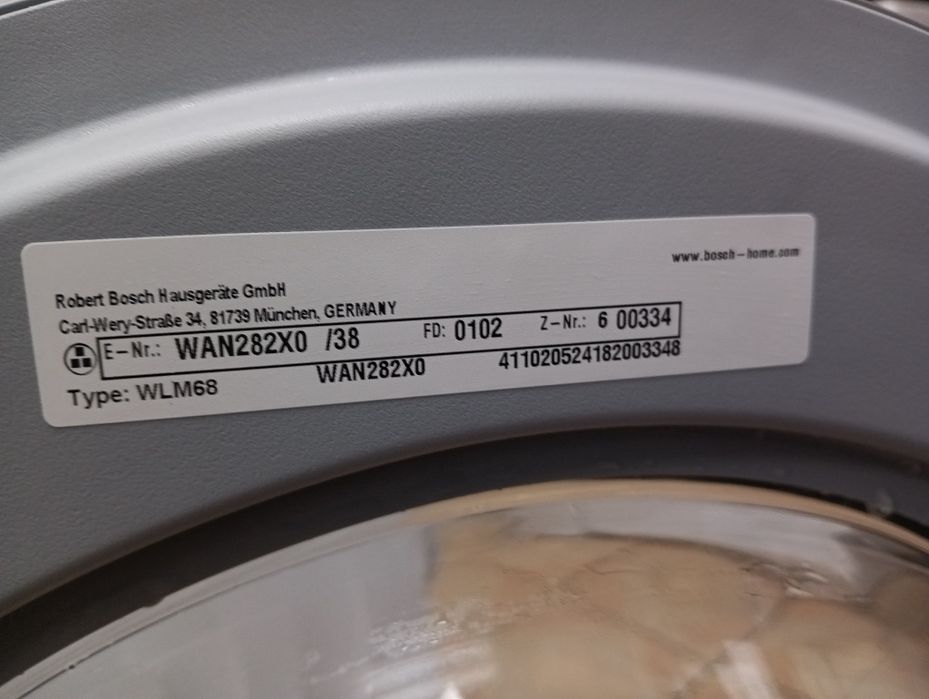 www.bosch-home.com
Robert Bosch Hausgeräte GmbH
Carl-Wery-Straße 34, 81739 München, GERMANY
E-Nr.: WAN282X0 /38 FD: 0102 Z-Nr.: 6 00334
Type: WLM68 WAN282X0 411020524182003348